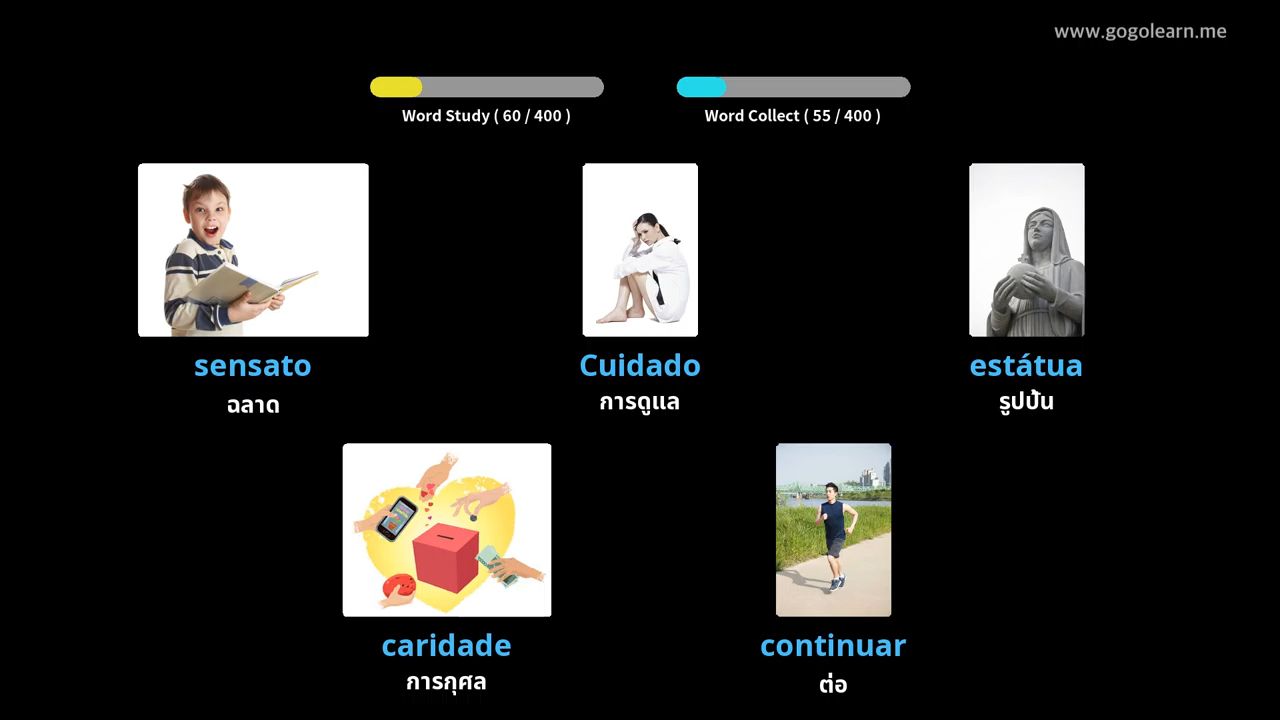 www.gogolearn.me
Word Study ( 60 / 400 )
Word Collect ( 55 / 400 )
sensato
ฉลาด
Cuidado
การดูแล
estátua
รูปปั้น
caridade
การกุศล
continuar
ต่อ